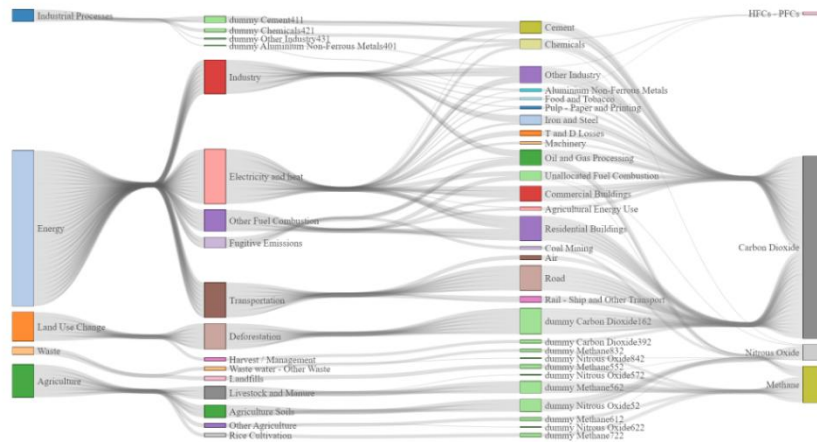 Industrial Processes
Energy
Land Use Change
Waste
Agriculture
dummy Cement411
dummy Chemicals421
dummy Other Industry431
dummy Aluminium Non-Ferrous Metals401
Industry
Electricity and heat
Other Fuel Combustion
Fugitive Emissions
Transportation
Deforestation
Harvest / Management
Waste water - Other Waste
Landfills
Livestock and Manure
Agriculture Soils
Other Agriculture
Rice Cultivation
Cement
Chemicals
Other Industry
Aluminium Non-Ferrous Metals
Food and Tobacco
Pulp - Paper and Printing
Iron and Steel
T and D Losses
Machinery
Oil and Gas Processing
Unallocated Fuel Combustion
Commercial Buildings
Agricultural Energy Use
Residential Buildings
Coal Mining
Air
Road
Rail - Ship and Other Transport
dummy Carbon Dioxide162
dummy Carbon Dioxide392
dummy Methane832
dummy Nitrous Oxide842
dummy Methane552
dummy Nitrous Oxide572
dummy Methane562
dummy Nitrous Oxide52
dummy Methane612
dummy Nitrous Oxide622
dummy Methane722
HFCs - PFCs
Carbon Dioxide
Nitrous Oxide
Methane